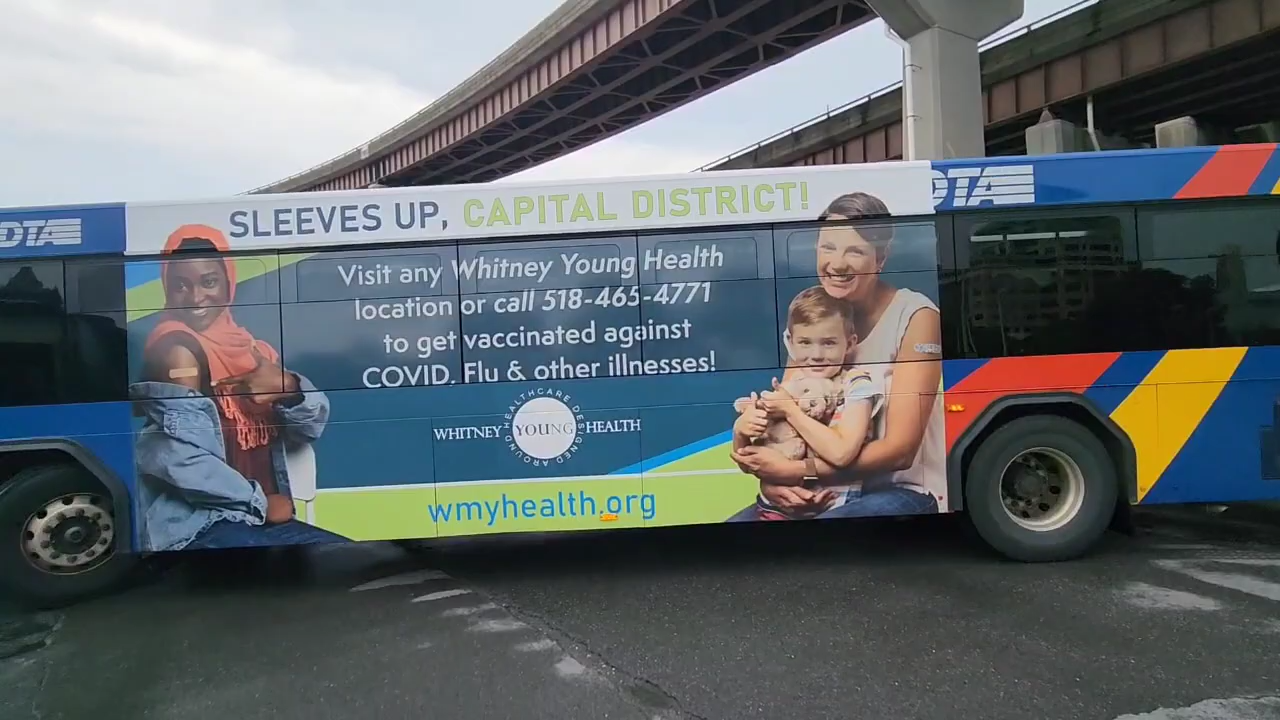 SLEEVES UP, CAPITAL DISTRICT!
Visit any Whitney Young Health
location or call 518-465-4771
to get vaccinated against
COVID, Flu & other illnesses!
HEALTHCARE DESIGNED AROUND
WHITNEY YOUNG HEALTH
wmyhealth.org
DTA
DTA